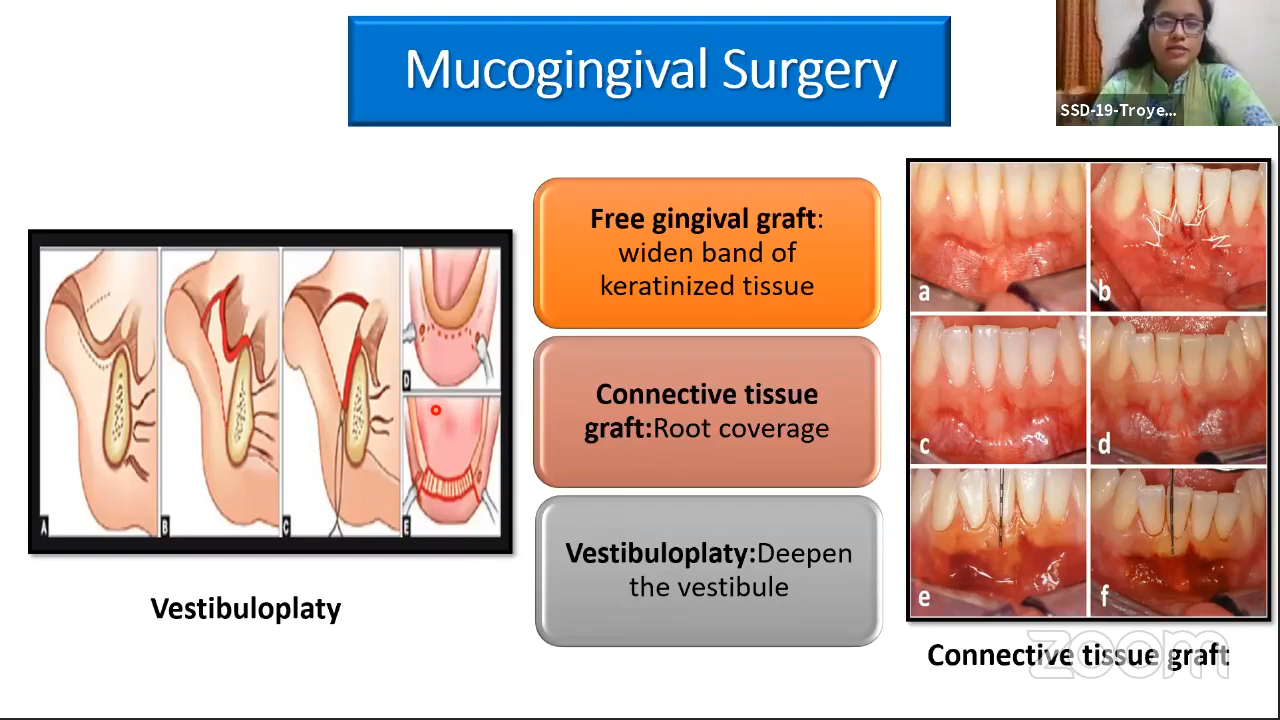 Mucogingival Surgery
SSD-19-Troye...
Free gingival graft:
widen band of
keratinized tissue
Connective tissue
graft:Root coverage
Vestibuloplaty:Deepen
the vestibule
A
B
C
D
E
Vestibuloplaty
a
b
c
d
e
f
Connective tissue graft
zoom